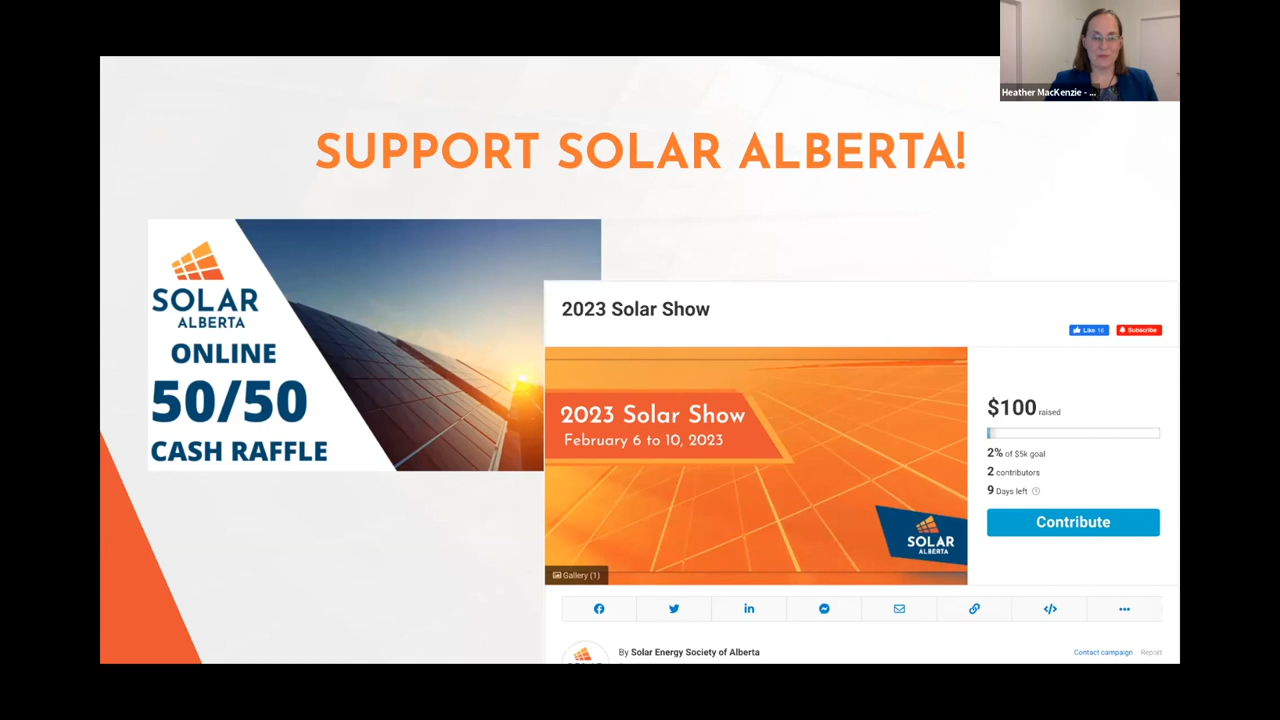 Heather MacKenzie - ...
SUPPORT SOLAR ALBERTA!
SOLAR
ALBERTA
ONLINE
50/50
CASH RAFFLE
2023 Solar Show
Like
Subscribe
2023 Solar Show
February 6 to 10, 2023
SOLAR
ALBERTA
Gallery (1)
$100 raised
2% of $5k goal
2 contributors
9 Days left
Contribute
By Solar Energy Society of Alberta
Contact campaign
Report